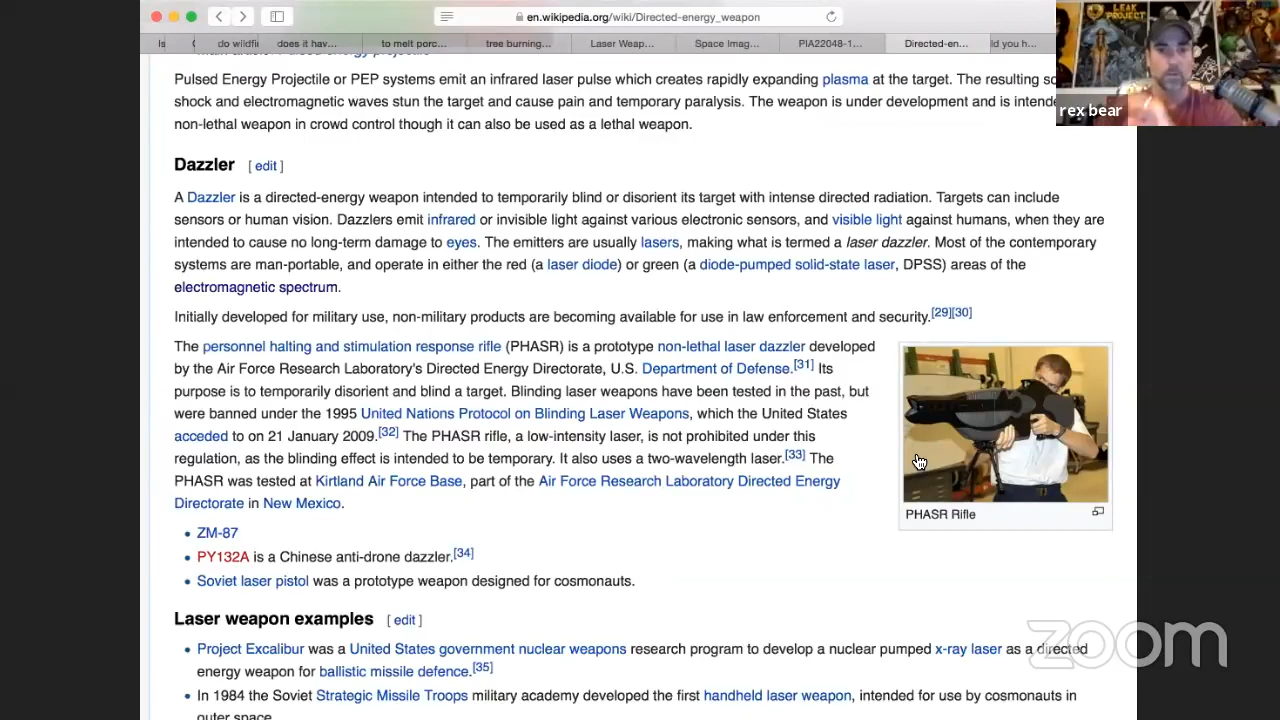 en.wikipedia.org/wiki/Directed-energy_weapon
do wildfi
does it hav...
to melt porc...
tree burning...
Laser Weap...
Space Imag...
PIA22048-1...
Directed-en...
ld you h...
LEAK PROJECT
rex bear
Pulsed Energy Projectile or PEP systems emit an infrared laser pulse which creates rapidly expanding plasma at the target. The resulting so
shock and electromagnetic waves stun the target and cause pain and temporary paralysis. The weapon is under development and is intende
non-lethal weapon in crowd control though it can also be used as a lethal weapon.
Dazzler [ edit ]
A Dazzler is a directed-energy weapon intended to temporarily blind or disorient its target with intense directed radiation. Targets can include
sensors or human vision. Dazzlers emit infrared or invisible light against various electronic sensors, and visible light against humans, when they are
intended to cause no long-term damage to eyes. The emitters are usually lasers, making what is termed a laser dazzler. Most of the contemporary
systems are man-portable, and operate in either the red (a laser diode) or green (a diode-pumped solid-state laser, DPSS) areas of the
electromagnetic spectrum.
Initially developed for military use, non-military products are becoming available for use in law enforcement and security.[29][30]
The personnel halting and stimulation response rifle (PHASR) is a prototype non-lethal laser dazzler developed
by the Air Force Research Laboratory's Directed Energy Directorate, U.S. Department of Defense.[31] Its
purpose is to temporarily disorient and blind a target. Blinding laser weapons have been tested in the past, but
were banned under the 1995 United Nations Protocol on Blinding Laser Weapons, which the United States
acceded to on 21 January 2009.[32] The PHASR rifle, a low-intensity laser, is not prohibited under this
regulation, as the blinding effect is intended to be temporary. It also uses a two-wavelength laser.[33] The
PHASR was tested at Kirtland Air Force Base, part of the Air Force Research Laboratory Directed Energy
Directorate in New Mexico.
PHASR Rifle
• ZM-87
• PY132A is a Chinese anti-drone dazzler.[34]
• Soviet laser pistol was a prototype weapon designed for cosmonauts.
Laser weapon examples [ edit ]
• Project Excalibur was a United States government nuclear weapons research program to develop a nuclear pumped x-ray laser as a directed
energy weapon for ballistic missile defence.[35]
• In 1984 the Soviet Strategic Missile Troops military academy developed the first handheld laser weapon, intended for use by cosmonauts in
outer space.
zoom